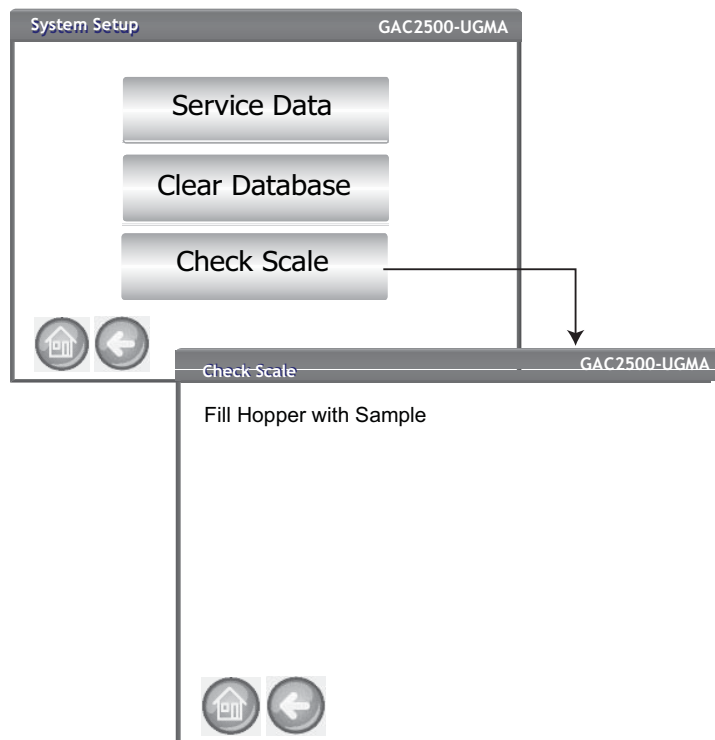 System Setup GAC2500-UGMA
Service Data
Clear Database
Check Scale
Check Scale GAC2500-UGMA
Fill Hopper with Sample